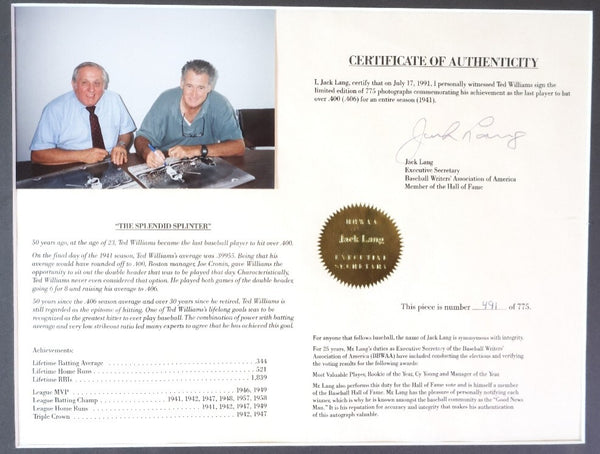 CERTIFICATE OF AUTHENTICITY
I, Jack Lang, certify that on July 17, 1991, I personally witnessed Ted Williams sign the
limited edition of 775 photographs commemorating his achievement as the last player to bat
over .400 (.406) for an entire season (1941).
Jack Lang
Jack Lang
Executive Secretary
Baseball Writers' Association of America
Member of the Hall of Fame
BBWAA
Jack Lang
EXECUTIVE
SECRETARY
This piece is number 491 of 775.
For anyone that follows baseball, the name of Jack Lang is synonymous with integrity.
For 25 years, Mr. Lang's duties as Executive Secretary of the Baseball Writers'
Association of America (BBWAA) have included conducting the elections and verifying
the voting results for the following awards:
Most Valuable Player, Rookie of the Year, Cy Young and Manager of the Year
Mr. Lang also performs this duty for the Hall of Fame vote and is himself a member
of the Baseball Hall of Fame. Mr. Lang has the pleasure of personally notifying each
winner, which is why he is known amongst the baseball community as the "Good News
Man." It is his reputation for accuracy and integrity that makes his authentication
of this autograph valuable.
"THE SPLENDID SPLINTER"
50 years ago, at the age of 23, Ted Williams became the last baseball player to hit over .400.
On the final day of the 1941 season, Ted Williams's average was .39955. Being that his
average would have rounded off to .400, Boston manager, Joe Cronin, gave Williams the
opportunity to sit out the double header that was to be played that day. Characteristically,
Ted Williams never even considered that option. He played both games of the double header,
going 6 for 8 and raising his average to .406.
50 years since the .406 season and over 30 years since he retired, Ted Williams is
still regarded as the epitome of hitting. One of Ted Williams's lifelong goals was to be
recognized as the greatest hitter to ever play baseball. The combination of power with batting
average and very low strikeout ratio led many experts to agree that he has achieved this goal.
Achievements:
Lifetime Batting Average .344
Lifetime Home Runs 521
Lifetime RBIs 1,839
League MVP 1946, 1949
League Batting Champ 1941, 1942, 1947, 1948, 1957, 1958
League Home Runs 1941, 1942, 1947, 1949
Triple Crown 1942, 1947